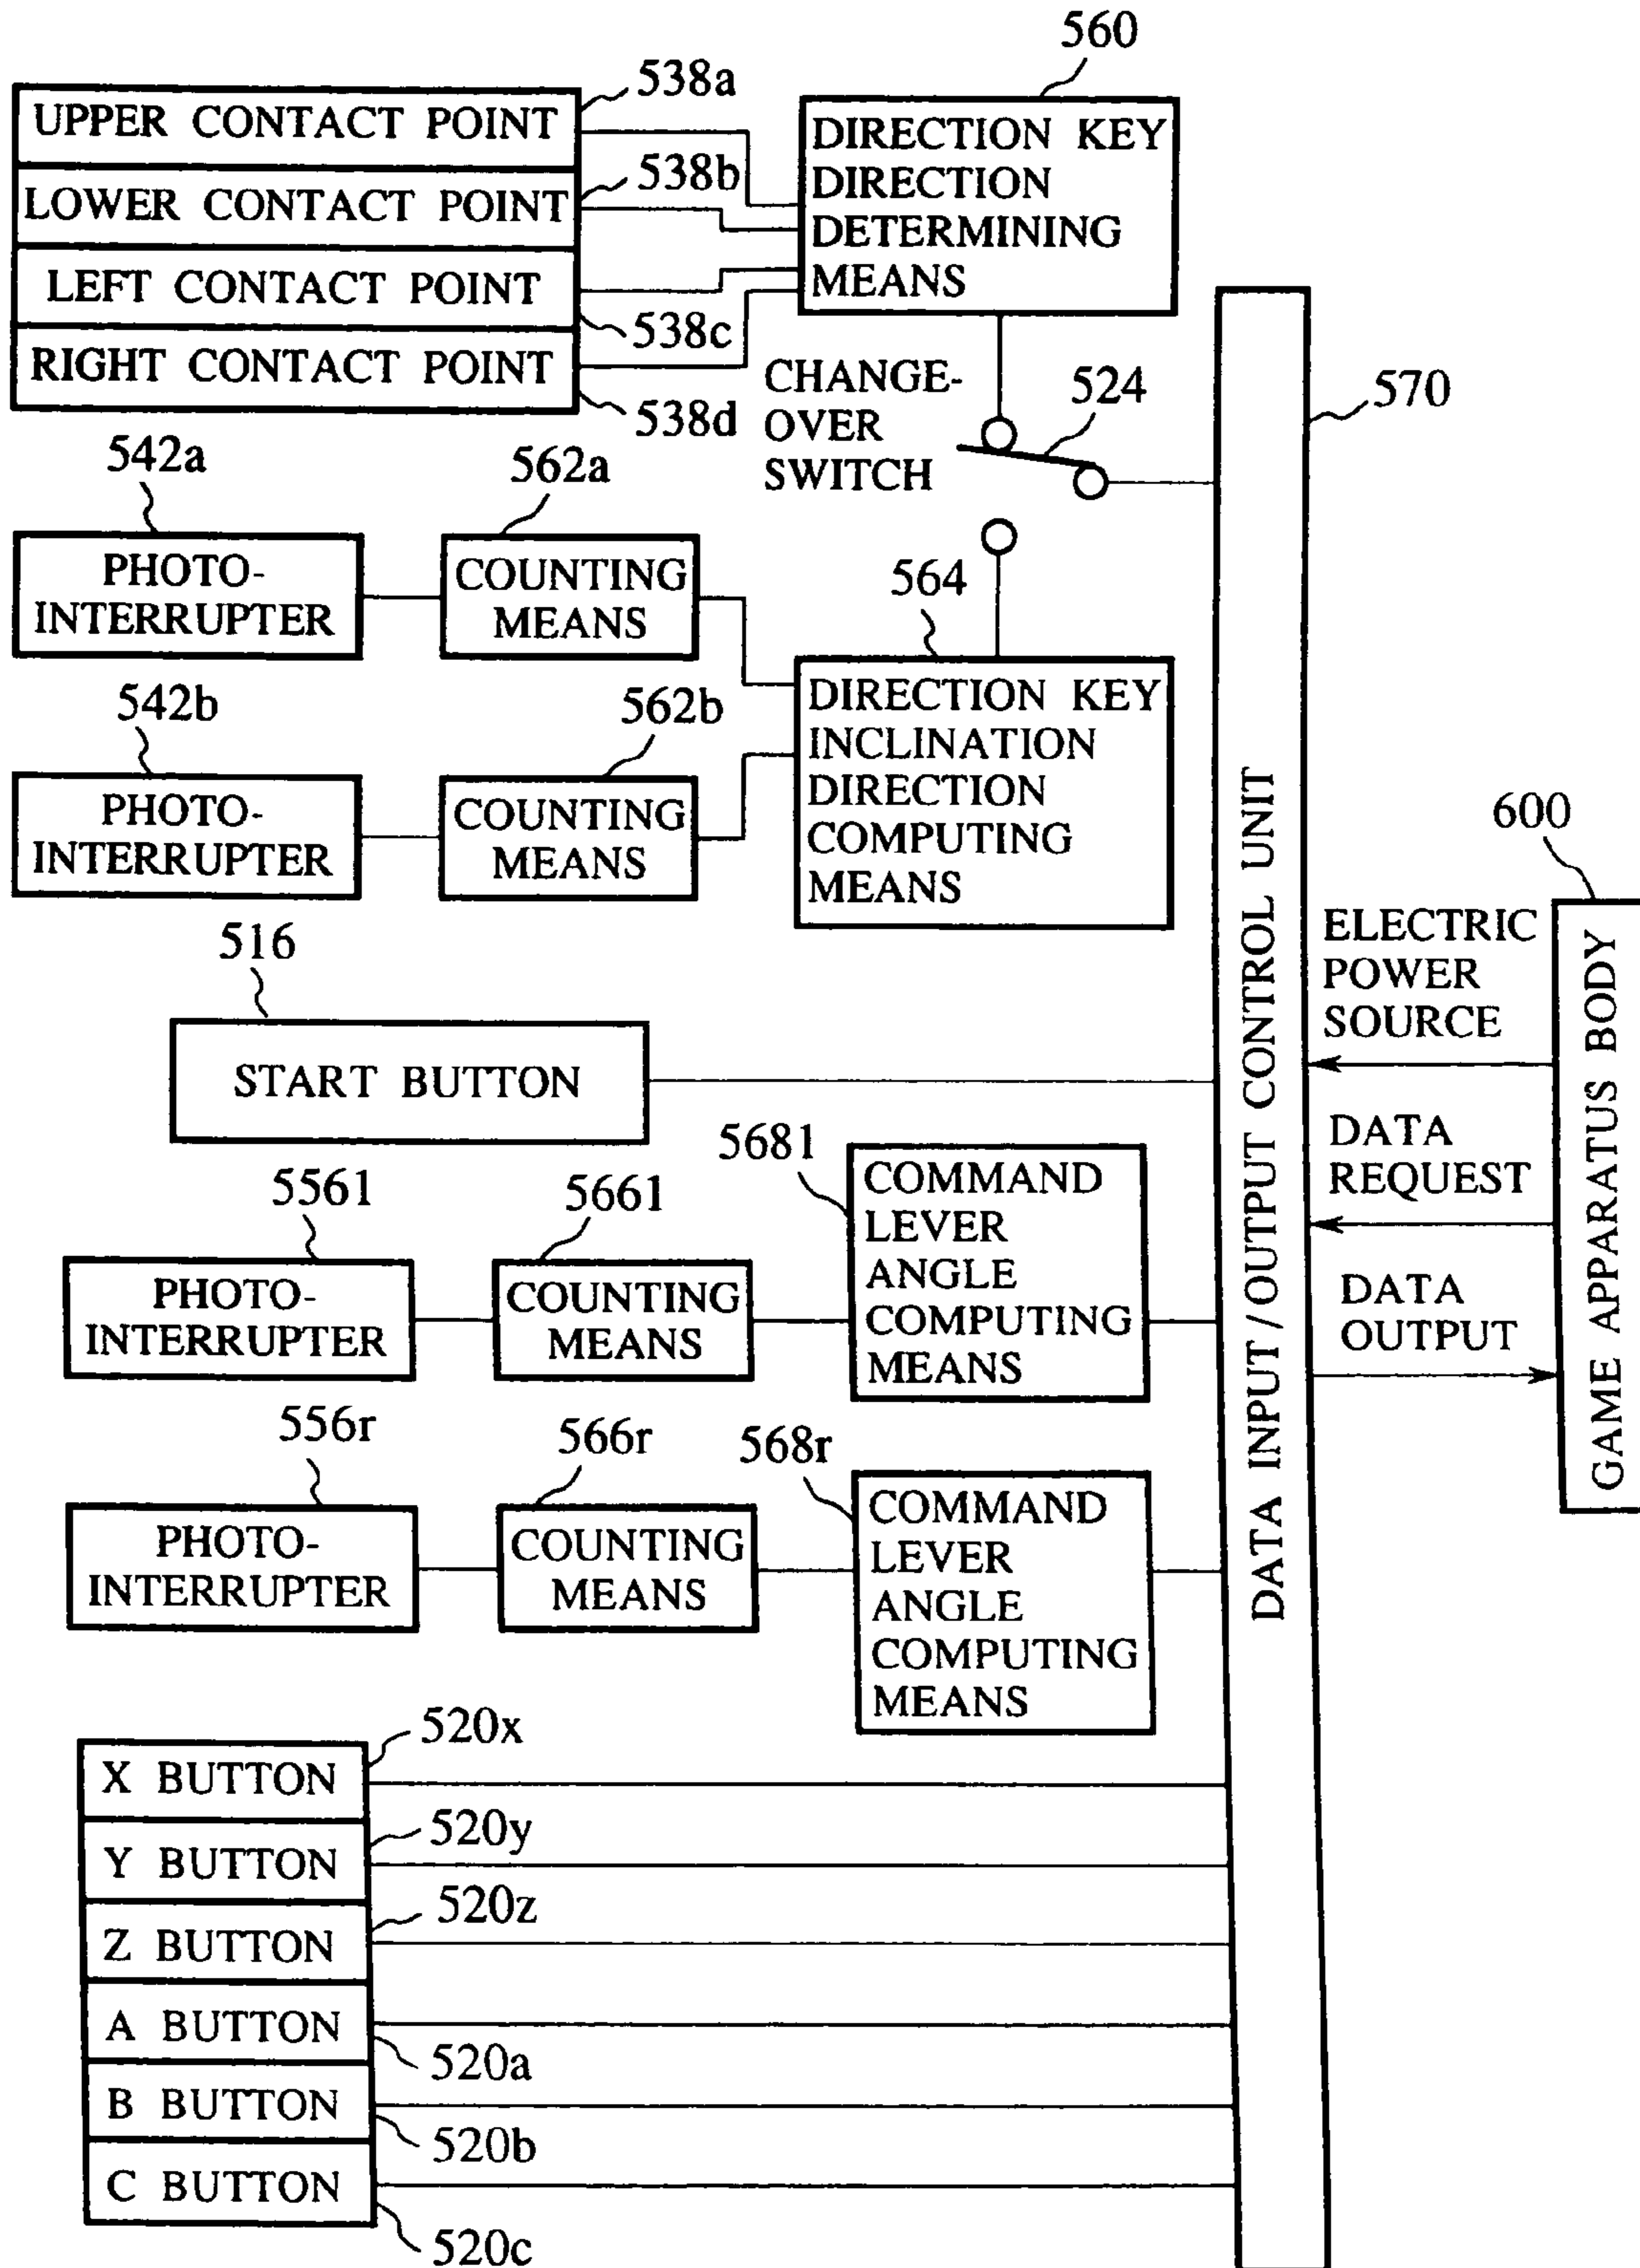 560
538a
UPPER CONTACT POINT
538b
LOWER CONTACT POINT
LEFT CONTACT POINT
538c
RIGHT CONTACT POINT
538d
DIRECTION KEY
DIRECTION
DETERMINING
MEANS
CHANGE-
OVER
SWITCH
524
570
542a
PHOTO-
INTERRUPTER
562a
COUNTING
MEANS
542b
PHOTO-
INTERRUPTER
562b
COUNTING
MEANS
564
DIRECTION KEY
INCLINATION
DIRECTION
COMPUTING
MEANS
516
START BUTTON
5561
PHOTO-
INTERRUPTER
5661
COUNTING
MEANS
5681
COMMAND
LEVER
ANGLE
COMPUTING
MEANS
556r
PHOTO-
INTERRUPTER
566r
COUNTING
MEANS
568r
COMMAND
LEVER
ANGLE
COMPUTING
MEANS
520x
X BUTTON
520y
Y BUTTON
520z
Z BUTTON
A BUTTON
520a
B BUTTON
520b
C BUTTON
520c
DATA INPUT/OUTPUT CONTROL UNIT
ELECTRIC
POWER
SOURCE
DATA
REQUEST
DATA
OUTPUT
600
GAME APPARATUS BODY